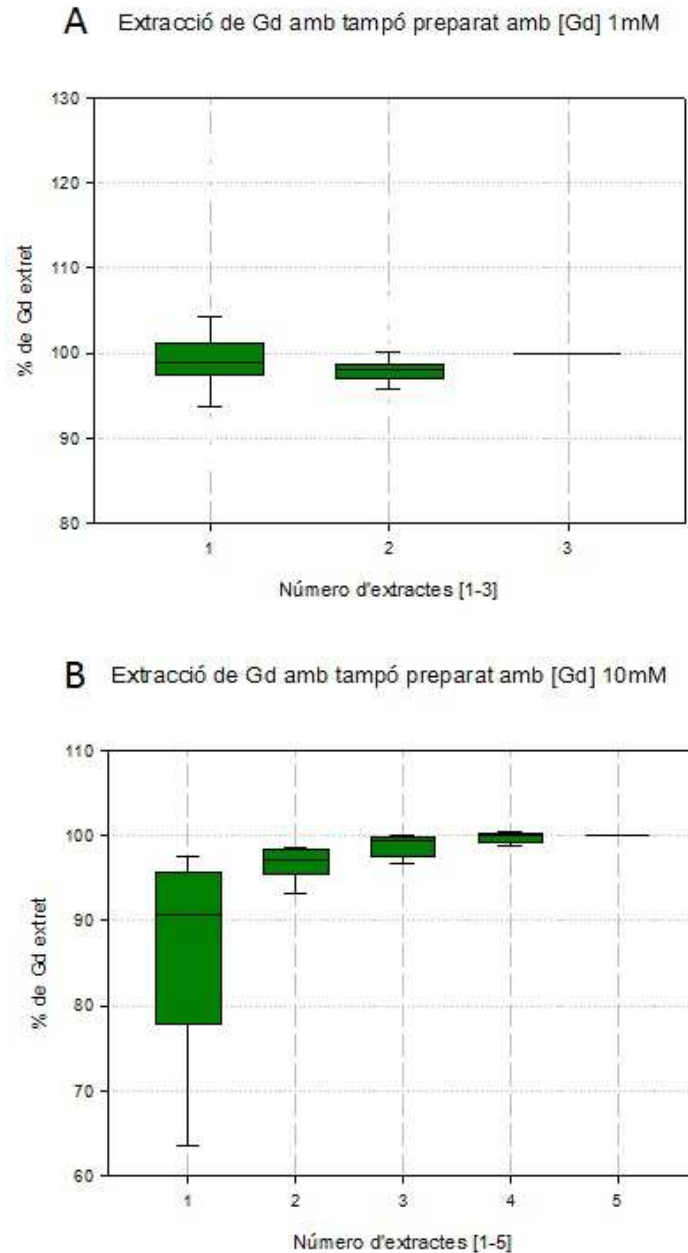 A Extracció de Gd amb tampó preparat amb [Gd] 1mM
130
120
110
100
90
80
% de Gd extret
1 2 3
Número d'extractes [1-3]
B Extracció de Gd amb tampó preparat amb [Gd] 10mM
110
100
90
80
70
60
% de Gd extret
1 2 3 4 5
Número d'extractes [1-5]